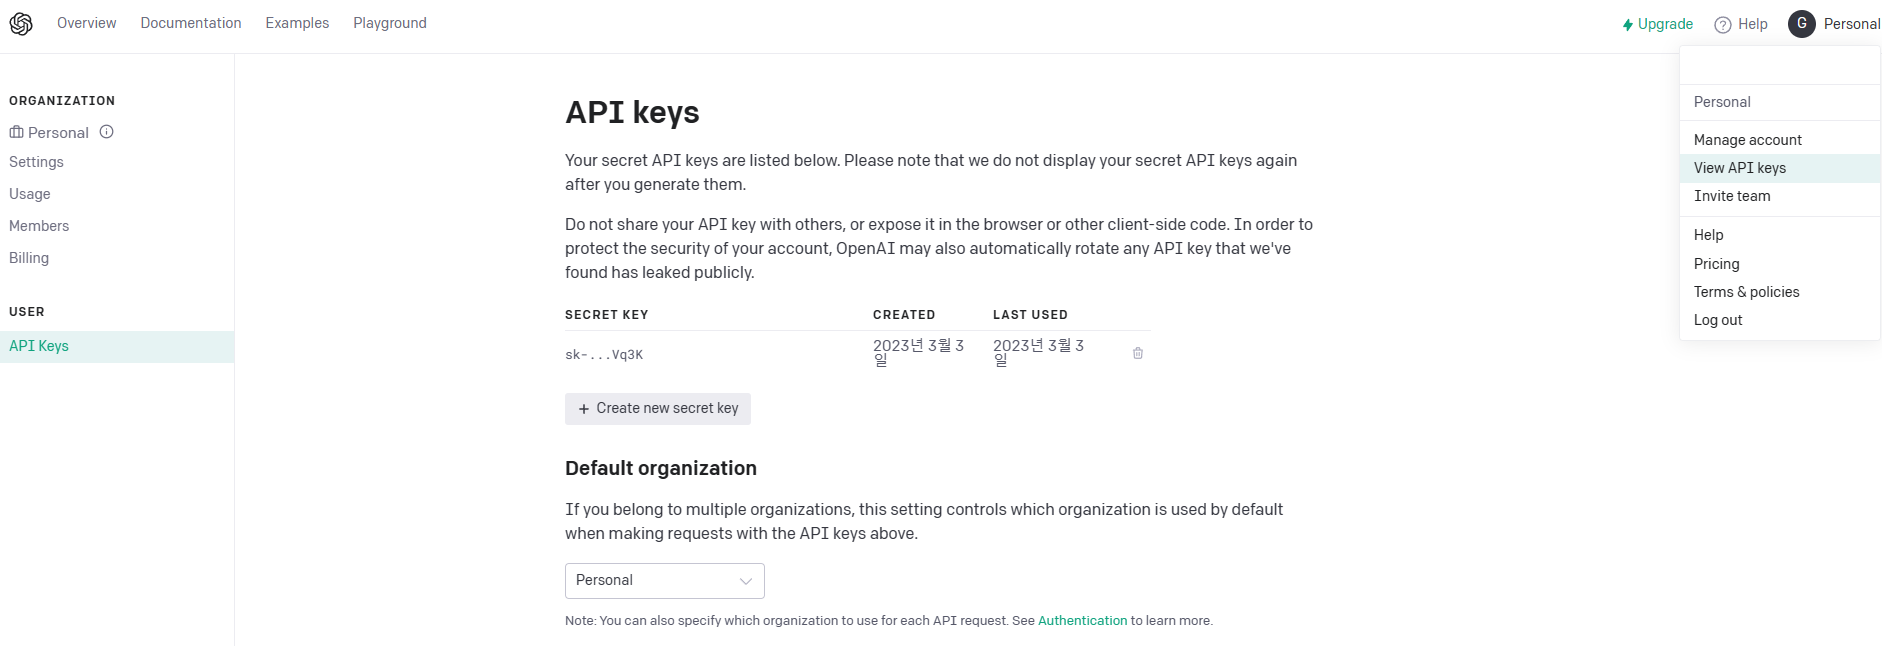 Overview Documentation Examples Playground
Upgrade Help G Personal
ORGANIZATION
Personal
Settings
Usage
Members
Billing
USER
API Keys
API keys
Your secret API keys are listed below. Please note that we do not display your secret API keys again
after you generate them.
Do not share your API key with others, or expose it in the browser or other client-side code. In order to
protect the security of your account, OpenAI may also automatically rotate any API key that we've
found has leaked publicly.
SECRET KEY CREATED LAST USED
sk-...Vq3K 2023년 3월 3 2023년 3월 3
일 일
+ Create new secret key
Default organization
If you belong to multiple organizations, this setting controls which organization is used by default
when making requests with the API keys above.
Personal
Note: You can also specify which organization to use for each API request. See Authentication to learn more.
Personal
Manage account
View API keys
Invite team
Help
Pricing
Terms & policies
Log out